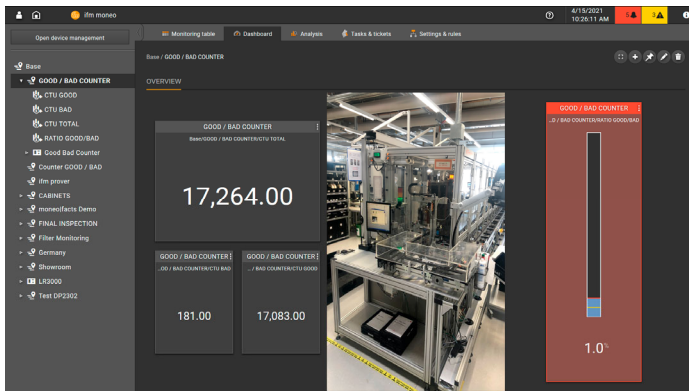 ifm moneo
4/15/2021
10:26:11 AM
5
3
Open device management
Monitoring table
Dashboard
Analysis
Tasks & tickets
Settings & rules
Base
GOOD / BAD COUNTER
CTU GOOD
CTU BAD
CTU TOTAL
RATIO GOOD/BAD
Good Bad Counter
Counter GOOD / BAD
ifm prover
CABINETS
moneo|facts Demo
FINAL INSPECTION
Filter Monitoring
Germany
Showroom
LR3000
Test DP2302
Base / GOOD / BAD COUNTER
OVERVIEW
GOOD / BAD COUNTER
Base/GOOD / BAD COUNTER/CTU TOTAL
17,264.00
GOOD / BAD COUNTER
...OD / BAD COUNTER/CTU BAD
181.00
GOOD / BAD COUNTER
.../ BAD COUNTER/CTU GOOD
17,083.00
GOOD / BAD COUNTER
...D / BAD COUNTER/RATIO GOOD/BAD
1.0%